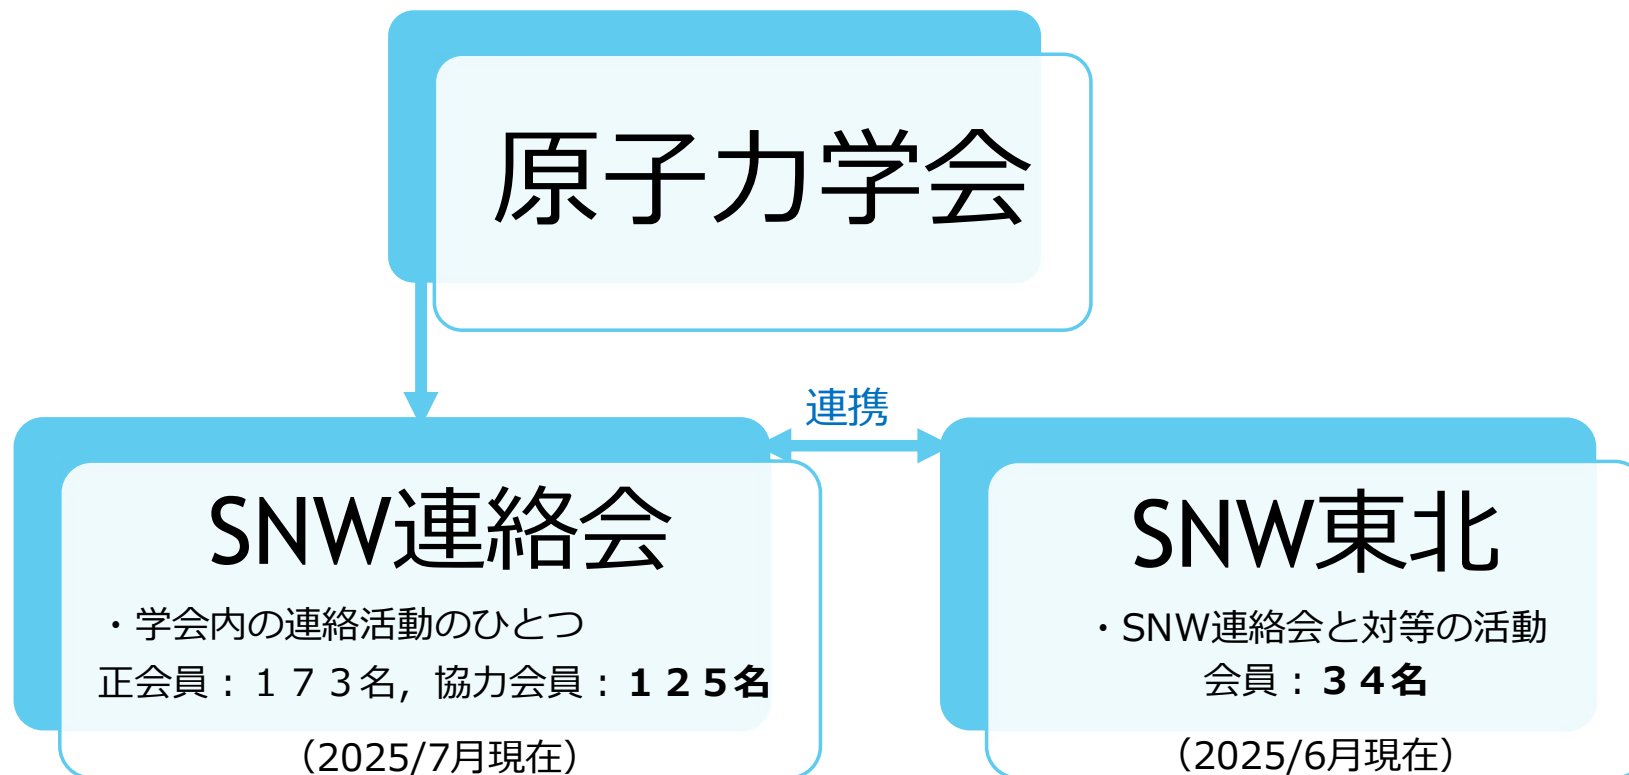 原子力学会
連携
SNW連絡会
・学会内の連絡活動のひとつ
正会員：１７３名，協力会員：１２５名
（2025/7月現在）
SNW東北
・SNW連絡会と対等の活動
会員：３４名
（2025/6月現在）